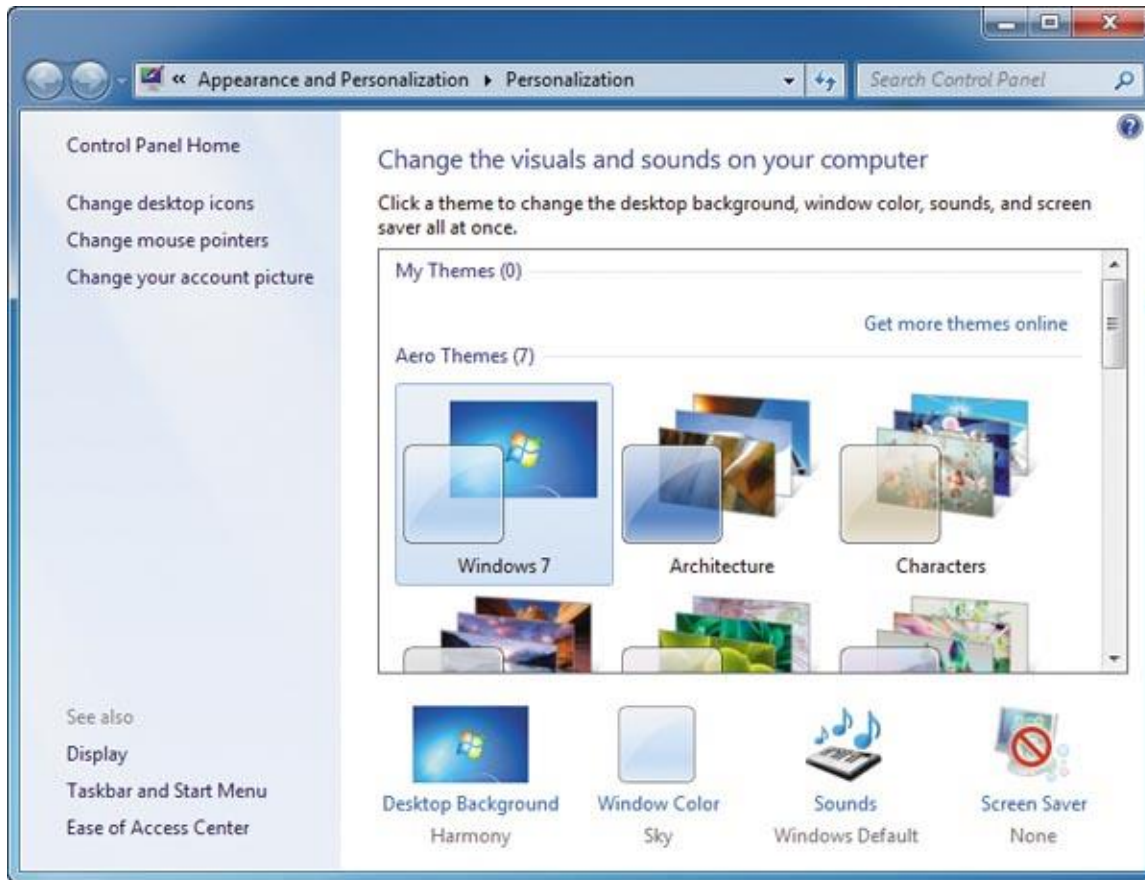 « Appearance and Personalization ▸ Personalization
Search Control Panel
Control Panel Home
Change desktop icons
Change mouse pointers
Change your account picture
See also
Display
Taskbar and Start Menu
Ease of Access Center
Change the visuals and sounds on your computer
Click a theme to change the desktop background, window color, sounds, and screen
saver all at once.
My Themes (0)
Get more themes online
Aero Themes (7)
Windows 7
Architecture
Characters
Desktop Background
Harmony
Window Color
Sky
Sounds
Windows Default
Screen Saver
None